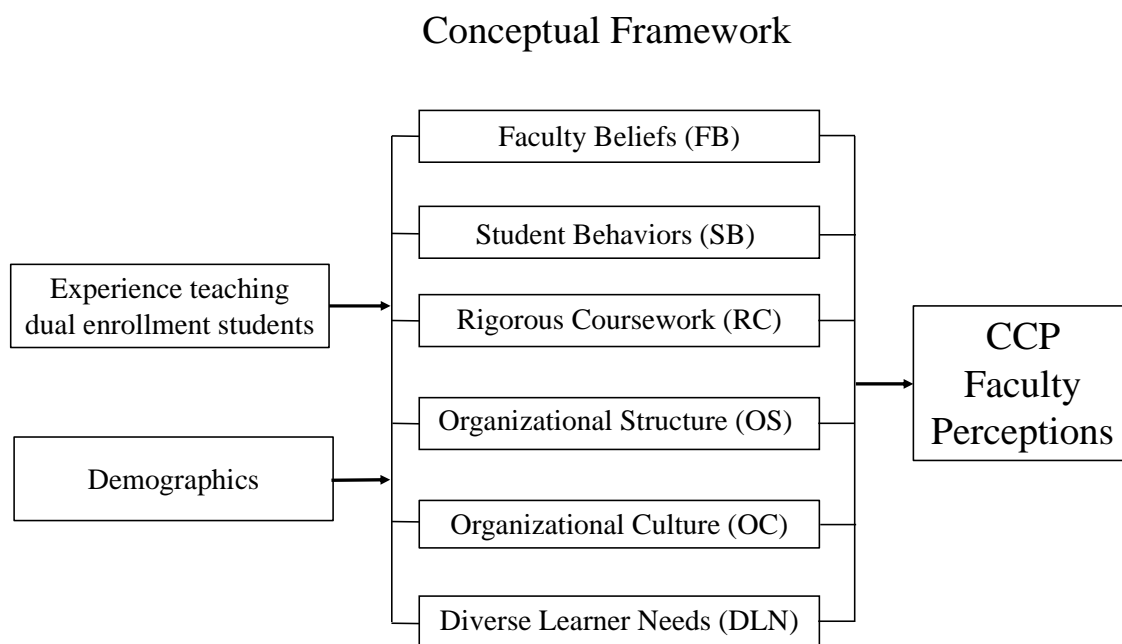 Conceptual Framework
Faculty Beliefs (FB)
Student Behaviors (SB)
Experience teaching
dual enrollment students
Rigorous Coursework (RC)
CCP
Faculty
Perceptions
Organizational Structure (OS)
Demographics
Organizational Culture (OC)
Diverse Learner Needs (DLN)